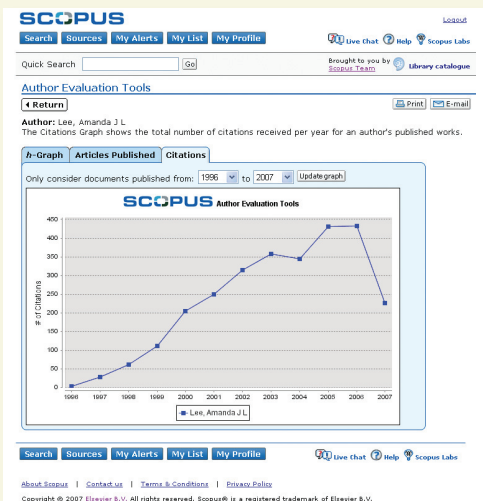 SCOPUS
Logout
Search Sources My Alerts My List My Profile Live Chat Help Scopus Labs
Quick Search Go Brought to you by Scopus Team Library catalogue
Author Evaluation Tools
Return Print E-mail
Author: Lee, Amanda J L
The Citations Graph shows the total number of citations received per year for an author's published works.
h-Graph Articles Published Citations
Only consider documents published from: 1996 to 2007 Update graph
SCOPUS Author Evaluation Tools
450
400
350
300
250
200
150
100
50
0
# of Citations
1996 1997 1998 1999 2000 2001 2002 2003 2004 2005 2006 2007
Lee, Amanda J L
Search Sources My Alerts My List My Profile Live Chat Help Scopus Labs
About Scopus | Contact us | Terms & Conditions | Privacy Policy
Copyright © 2007 Elsevier B.V. All rights reserved. Scopus® is a registered trademark of Elsevier B.V.